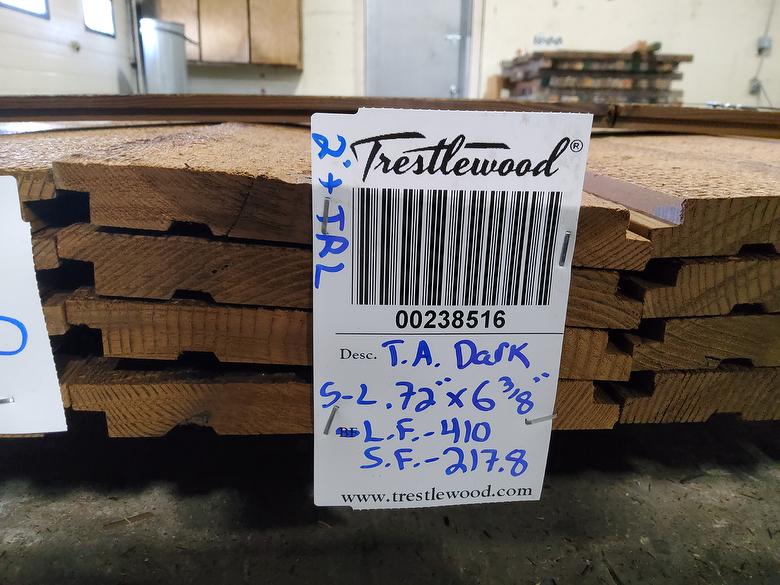 Trestlewood®
2' + TRL
00238516
Desc. T.A. Dark
S-L .72" x 6 3/8"
L.F.-410
S.F.-217.8
www.trestlewood.com